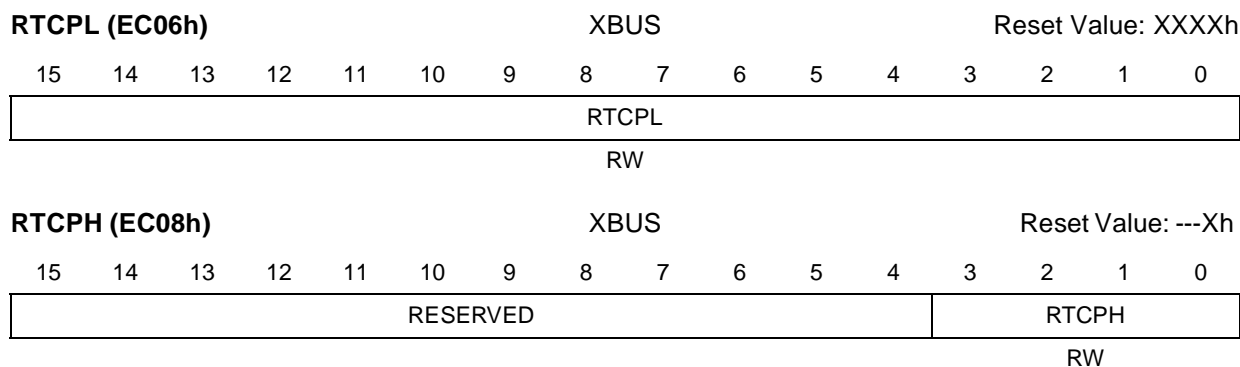 RTCPL (EC06h) XBUS Reset Value: XXXXh
15 14 13 12 11 10 9 8 7 6 5 4 3 2 1 0
RTCPL
RW
RTCPH (EC08h) XBUS Reset Value: ---Xh
15 14 13 12 11 10 9 8 7 6 5 4 3 2 1 0
RESERVED RTCPH
RW